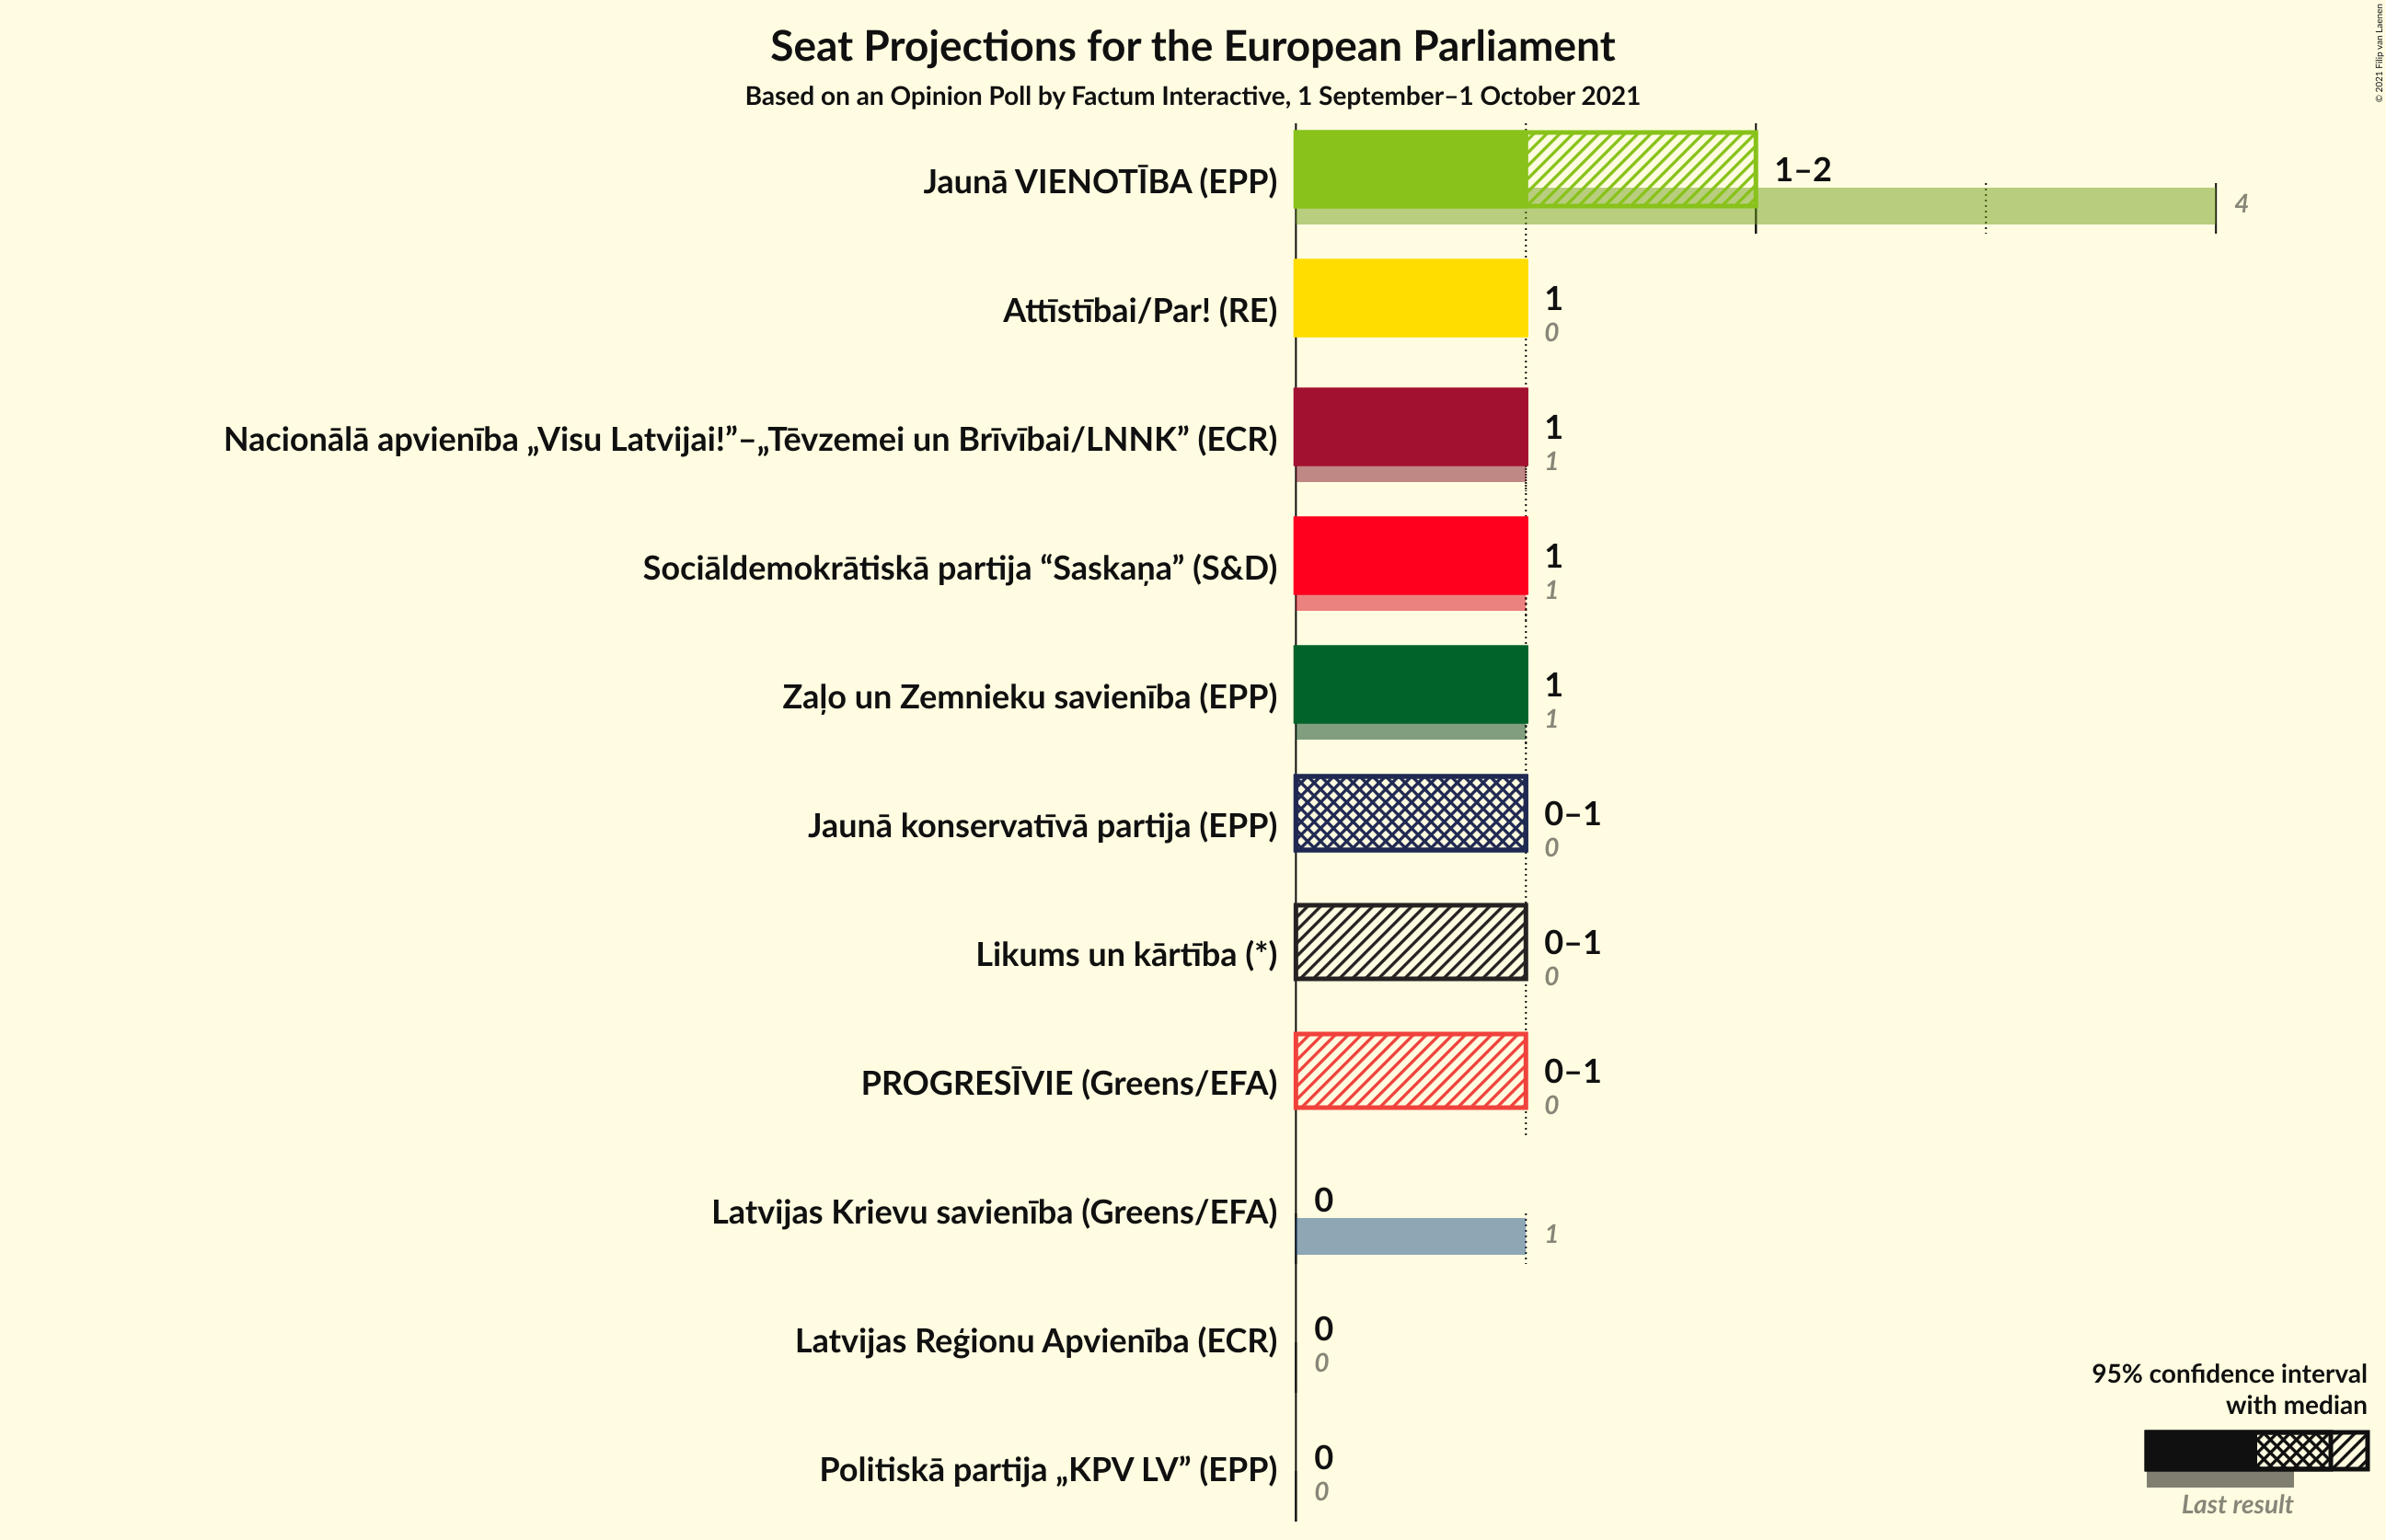 Seat Projections for the European Parliament
Based on an Opinion Poll by Factum Interactive, 1 September–1 October 2021
© 2021 Filip van Laenen
Jaunā VIENOTĪBA (EPP)
1–2
4
Attīstībai/Par! (RE)
1
0
Nacionālā apvienība „Visu Latvijai!”–„Tēvzemei un Brīvībai/LNNK” (ECR)
1
1
Sociāldemokrātiskā partija “Saskaņa” (S&D)
1
1
Zaļo un Zemnieku savienība (EPP)
1
1
Jaunā konservatīvā partija (EPP)
0–1
0
Likums un kārtība (*)
0–1
0
PROGRESĪVIE (Greens/EFA)
0–1
0
Latvijas Krievu savienība (Greens/EFA)
0
1
Latvijas Reģionu Apvienība (ECR)
0
0
Politiskā partija „KPV LV” (EPP)
0
0
95% confidence interval
with median
Last result